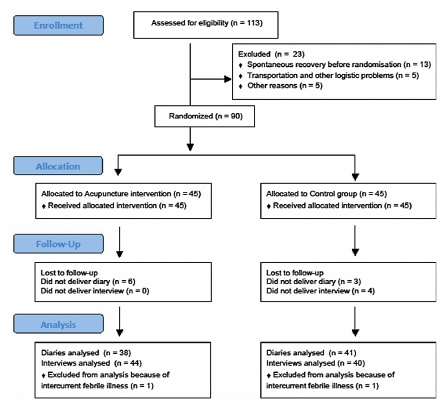 Enrollment
Assessed for eligibility (n = 113)
Excluded (n = 23)
♦ Spontaneous recovery before randomisation (n = 13)
♦ Transportation and other logistic problems (n = 5)
♦ Other reasons (n = 5)
Randomized (n = 90)
Allocation
Allocated to Acupuncture intervention (n = 45)
♦ Received allocated intervention (n = 45)
Allocated to Control group (n = 45)
♦ Received allocated intervention (n = 45)
Follow-Up
Lost to follow-up
Did not deliver diary (n = 6)
Did not deliver interview (n = 0)
Lost to follow-up
Did not deliver diary (n = 3)
Did not deliver interview (n = 4)
Analysis
Diaries analysed (n = 38)
Interviews analysed (n = 44)
♦ Excluded from analysis because of
intercurrent febrile illness (n = 1)
Diaries analysed (n = 41)
Interviews analysed (n = 40)
♦ Excluded from analysis because of
intercurrent febrile illness (n = 1)